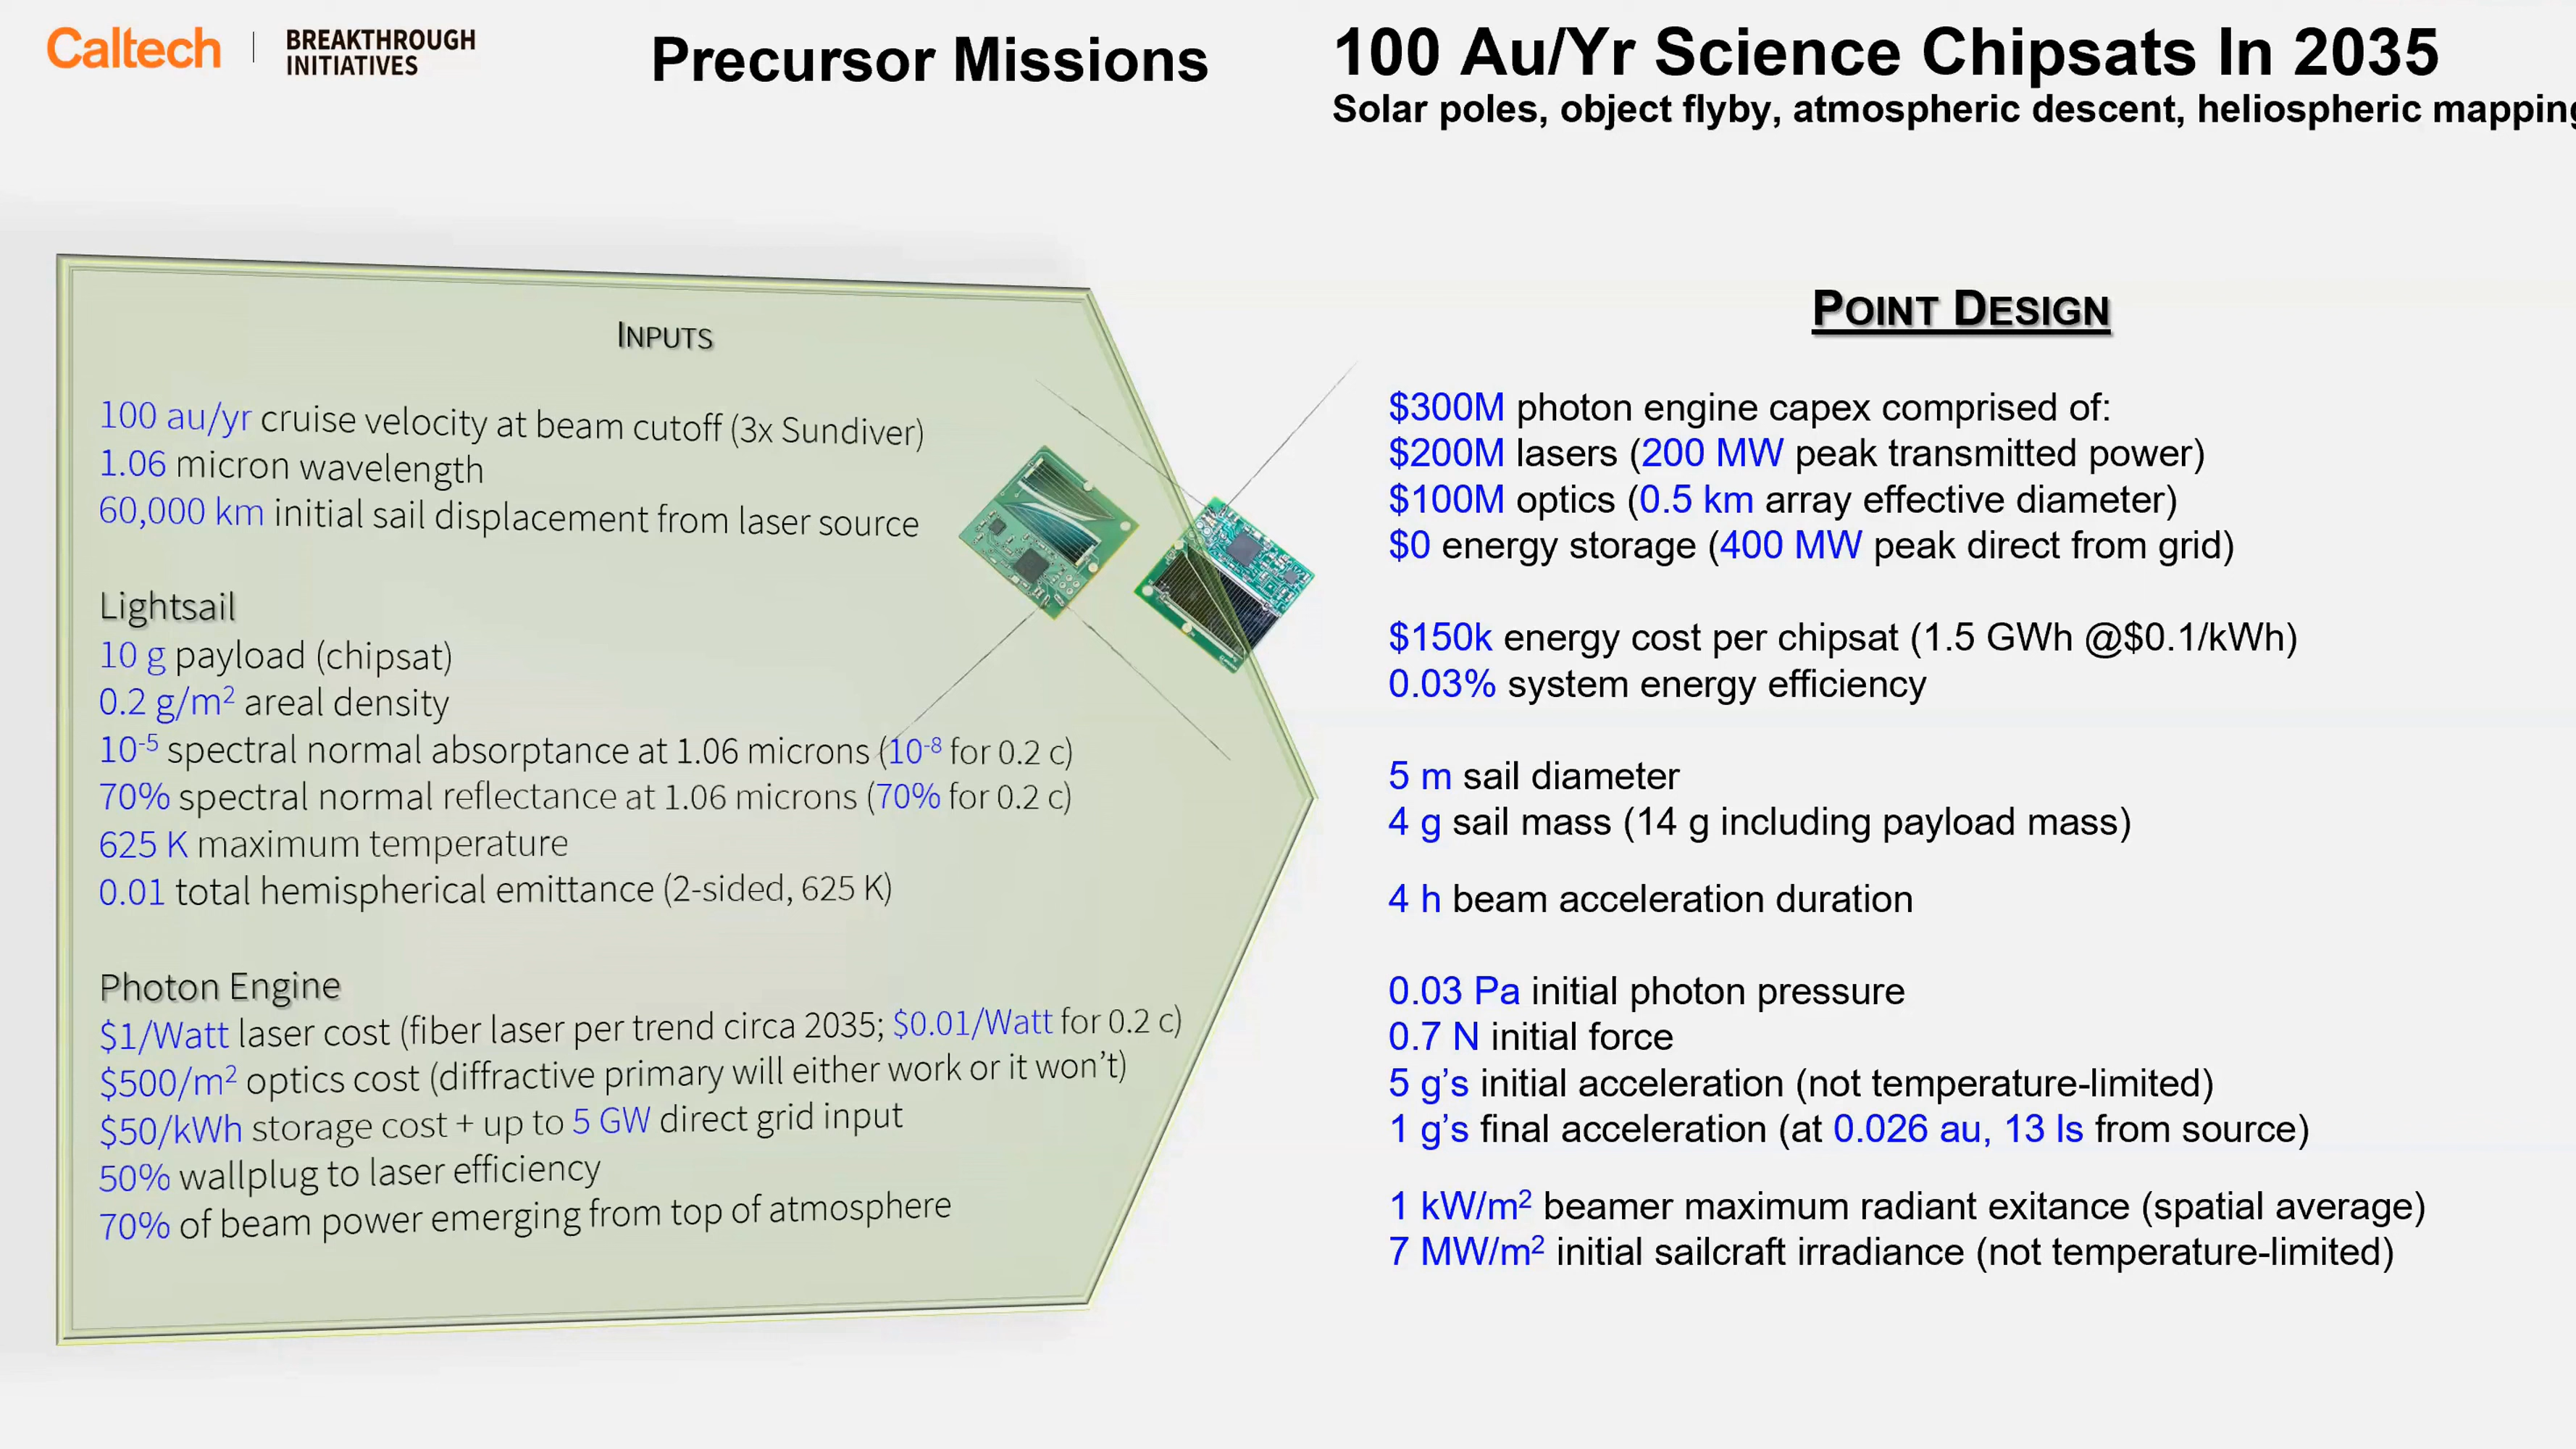 Caltech | BREAKTHROUGH INITIATIVES
Precursor Missions
100 Au/Yr Science Chipsats In 2035
Solar poles, object flyby, atmospheric descent, heliospheric mapping
INPUTS
100 au/yr cruise velocity at beam cutoff (3x Sundiver)
1.06 micron wavelength
60,000 km initial sail displacement from laser source
Lightsail
10 g payload (chipsat)
0.2 g/m² areal density
10⁻⁵ spectral normal absorptance at 1.06 microns (10⁻⁸ for 0.2 c)
70% spectral normal reflectance at 1.06 microns (70% for 0.2 c)
625 K maximum temperature
0.01 total hemispherical emittance (2-sided, 625 K)
Photon Engine
$1/Watt laser cost (fiber laser per trend circa 2035; $0.01/Watt for 0.2 c)
$500/m² optics cost (diffractive primary will either work or it won’t)
$50/kWh storage cost + up to 5 GW direct grid input
50% wallplug to laser efficiency
70% of beam power emerging from top of atmosphere
POINT DESIGN
$300M photon engine capex comprised of:
$200M lasers (200 MW peak transmitted power)
$100M optics (0.5 km array effective diameter)
$0 energy storage (400 MW peak direct from grid)
$150k energy cost per chipsat (1.5 GWh @$0.1/kWh)
0.03% system energy efficiency
5 m sail diameter
4 g sail mass (14 g including payload mass)
4 h beam acceleration duration
0.03 Pa initial photon pressure
0.7 N initial force
5 g’s initial acceleration (not temperature-limited)
1 g’s final acceleration (at 0.026 au, 13 ls from source)
1 kW/m² beamer maximum radiant exitance (spatial average)
7 MW/m² initial sailcraft irradiance (not temperature-limited)